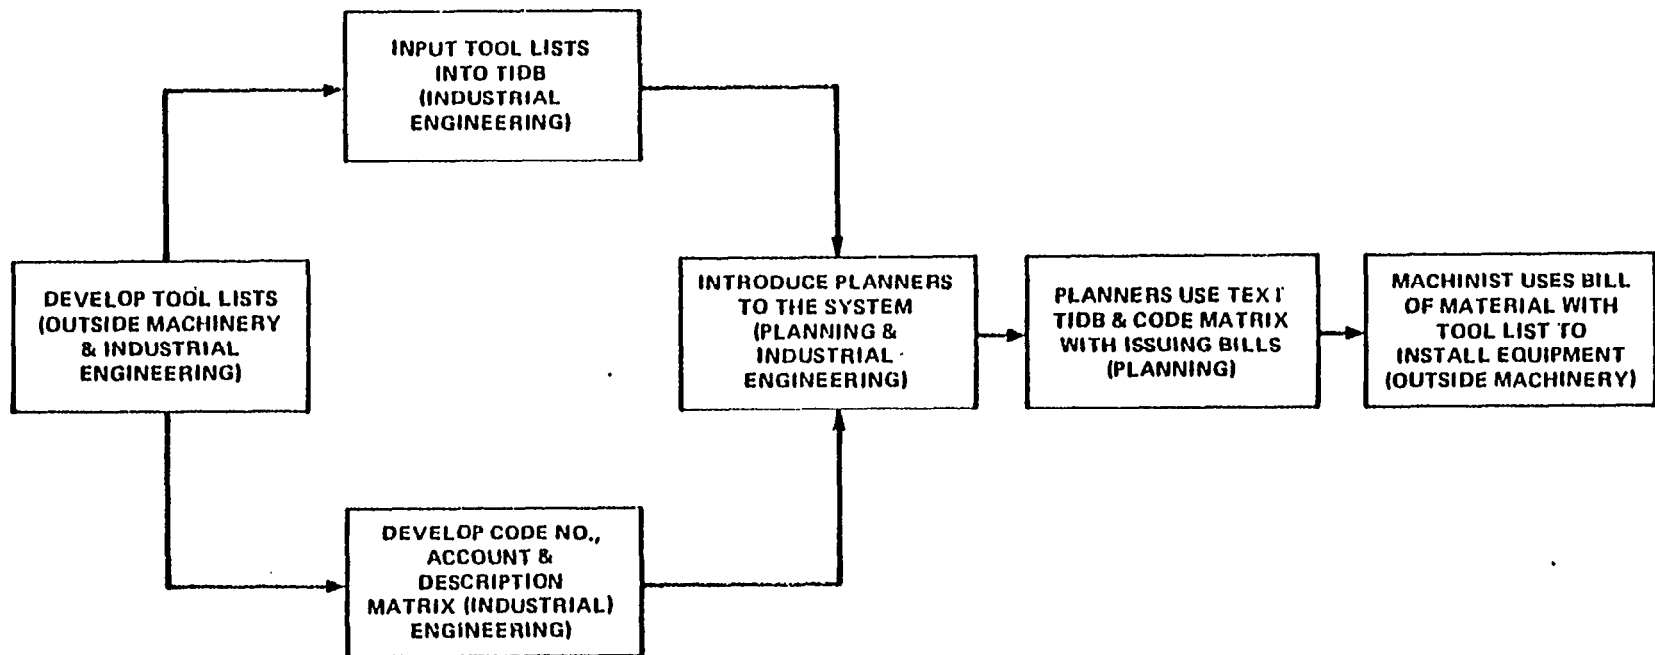 INPUT TOOL LISTS
INTO TIDB
(INDUSTRIAL
ENGINEERING)
DEVELOP TOOL LISTS
(OUTSIDE MACHINERY
& INDUSTRIAL
ENGINEERING)
DEVELOP CODE NO.,
ACCOUNT &
DESCRIPTION
MATRIX (INDUSTRIAL)
ENGINEERING)
INTRODUCE PLANNERS
TO THE SYSTEM
(PLANNING &
INDUSTRIAL
ENGINEERING)
PLANNERS USE TEXT
TIDB & CODE MATRIX
WITH ISSUING BILLS
(PLANNING)
MACHINIST USES BILL
OF MATERIAL WITH
TOOL LIST TO
INSTALL EQUIPMENT
(OUTSIDE MACHINERY)